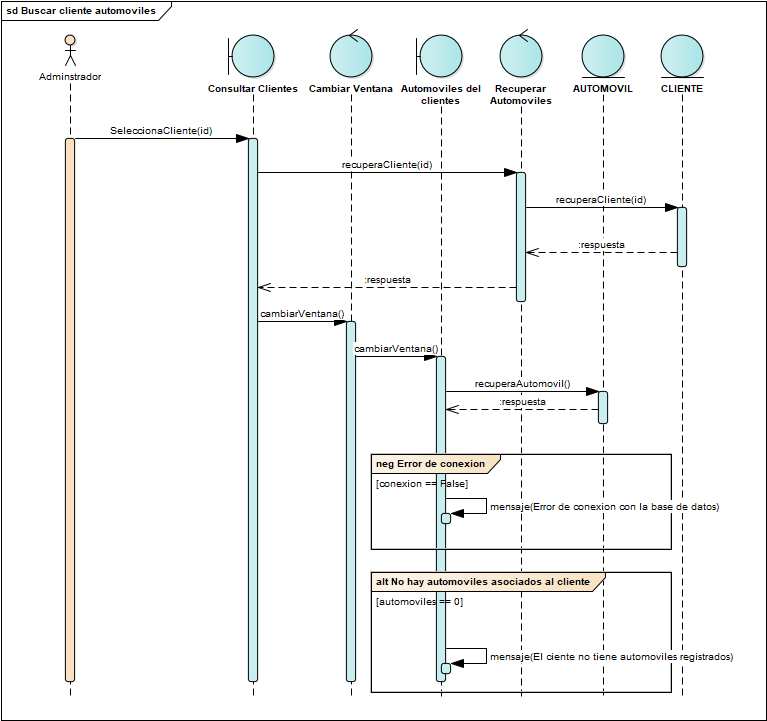 sd Buscar cliente automoviles
Adminstrador
Consultar Clientes
Cambiar Ventana
Automoviles del
clientes
Recuperar
Automoviles
AUTOMOVIL
CLIENTE
SeleccionaCliente(id)
recuperaCliente(id)
recuperaCliente(id)
:respuesta
:respuesta
cambiarVentana()
cambiarVentana()
recuperaAutomovil()
:respuesta
neg Error de conexion
[conexion == False]
mensaje(Error de conexion con la base de datos)
alt No hay automoviles asociados al cliente
[automoviles == 0]
mensaje(El ciente no tiene automoviles registrados)